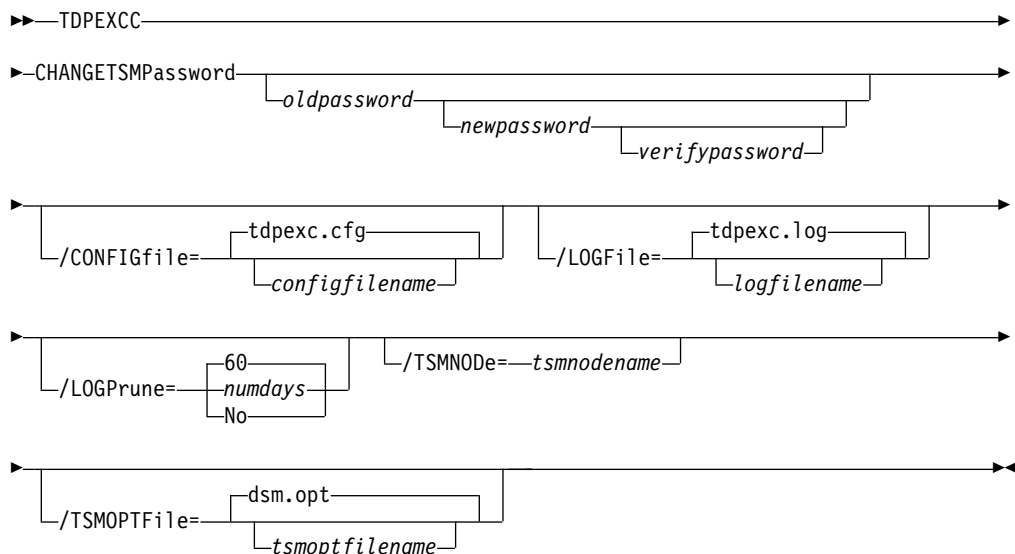 TDPEXCC
CHANGETSMPassword
oldpassword
newpassword
verifypassword
/CONFIGfile=
tdpexc.cfg
configfilename
/LOGFile=
tdpexc.log
logfilename
/LOGPrune=
60
numdays
No
/TSMNODe=
tsmnodename
/TSMOPTFile=
dsm.opt
tsmoptfilename